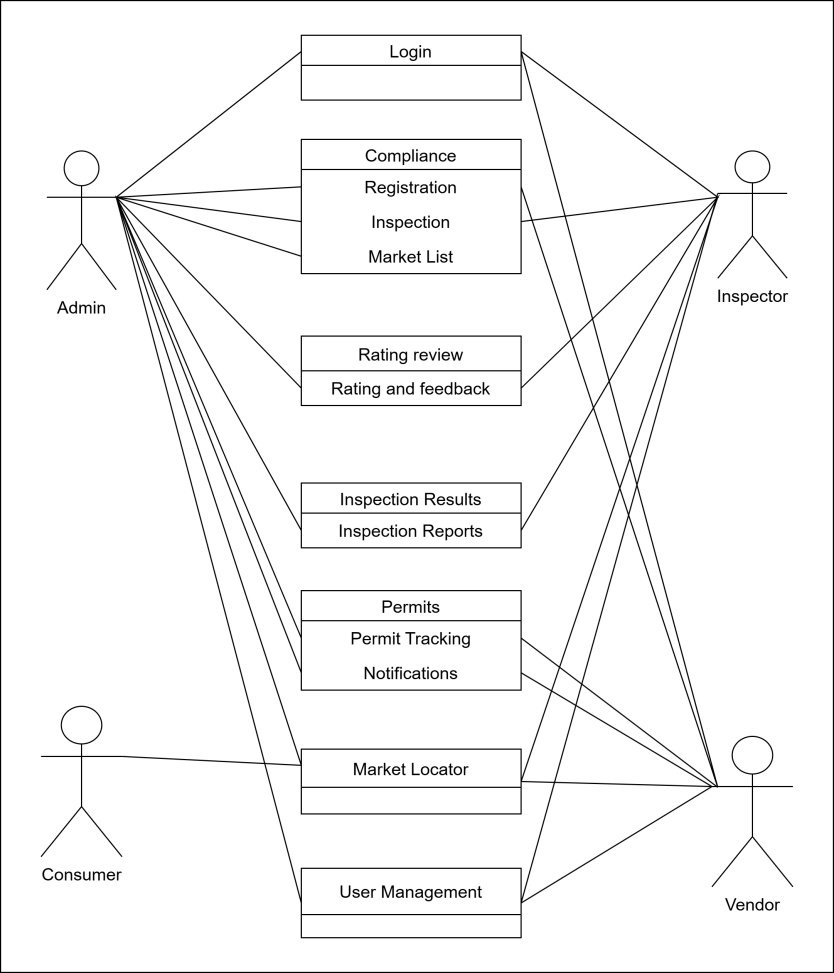 Login
Compliance
Registration
Inspection
Market List
Admin
Inspector
Rating review
Rating and feedback
Inspection Results
Inspection Reports
Permits
Permit Tracking
Notifications
Market Locator
Consumer
User Management
Vendor